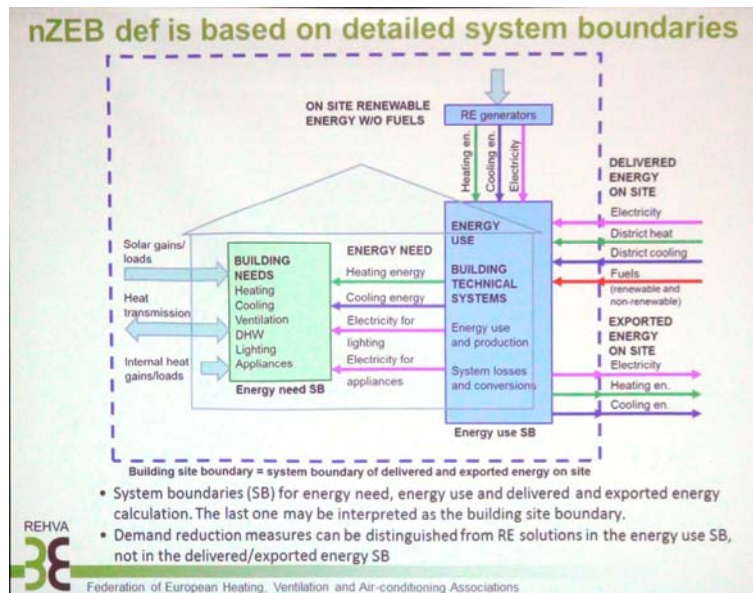 nZEB def is based on detailed system boundaries
ON SITE RENEWABLE
ENERGY W/O FUELS
RE generators
Heating en.
Cooling en.
Electricity
DELIVERED
ENERGY
ON SITE
Electricity
District heat
District cooling
Fuels
(renewable and
non-renewable)
EXPORTED
ENERGY
ON SITE
Electricity
Heating en.
Cooling en.
Solar gains/
loads
Heat
transmission
Internal heat
gains/loads
BUILDING
NEEDS
Heating
Cooling
Ventilation
DHW
Lighting
Appliances
Energy need SB
ENERGY NEED
Heating energy
Cooling energy
Electricity for
lighting
Electricity for
appliances
ENERGY
USE
BUILDING
TECHNICAL
SYSTEMS
Energy use
and production
System losses
and conversions
Energy use SB
Building site boundary = system boundary of delivered and exported energy on site
• System boundaries (SB) for energy need, energy use and delivered and exported energy
calculation. The last one may be interpreted as the building site boundary.
• Demand reduction measures can be distinguished from RE solutions in the energy use SB,
not in the delivered/exported energy SB
REHVA
Federation of European Heating, Ventilation and Air-conditioning Associations